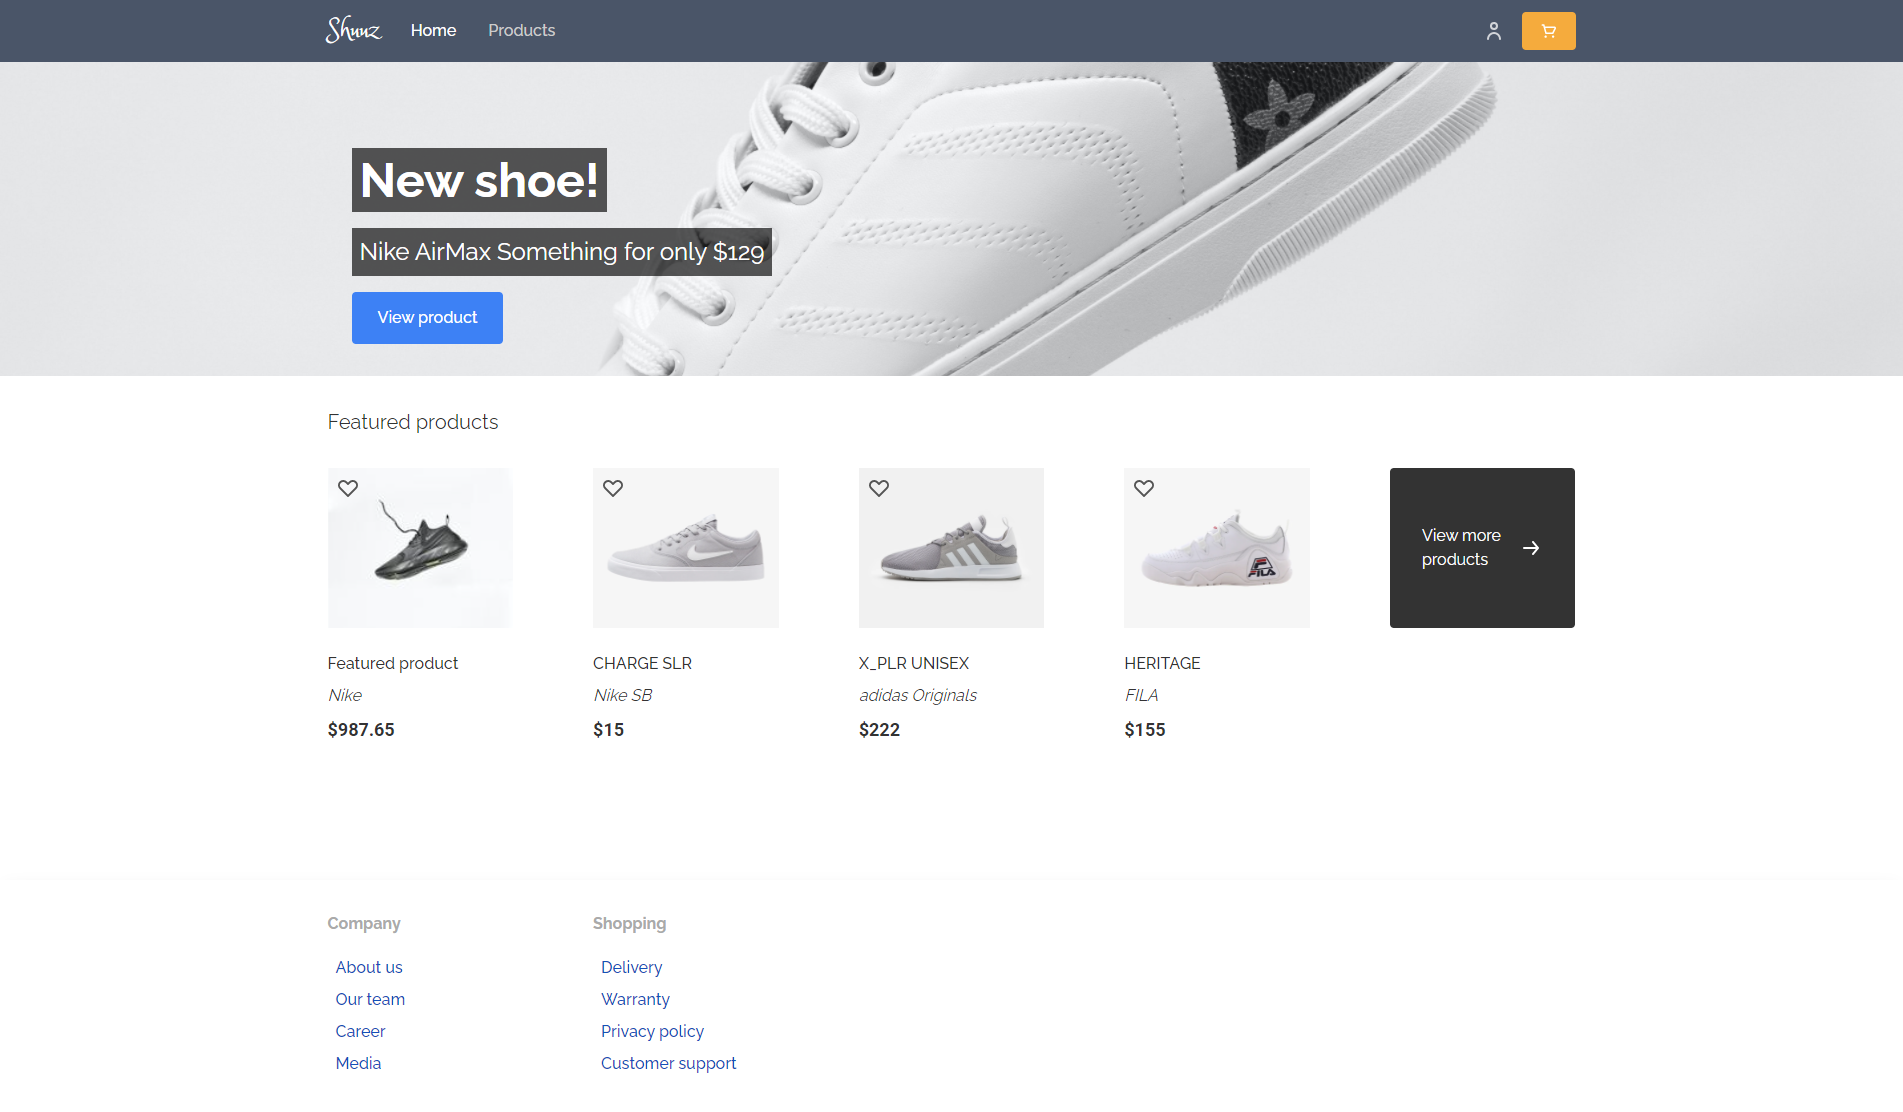 Shuuz
Home
Products
New shoe!
Nike AirMax Something for only $129
View product
Featured products
FILA
View more
products
Featured product
Nike
$987.65
CHARGE SLR
Nike SB
$15
X_PLR UNISEX
adidas Originals
$222
HERITAGE
FILA
$155
Company
About us
Our team
Career
Media
Shopping
Delivery
Warranty
Privacy policy
Customer support